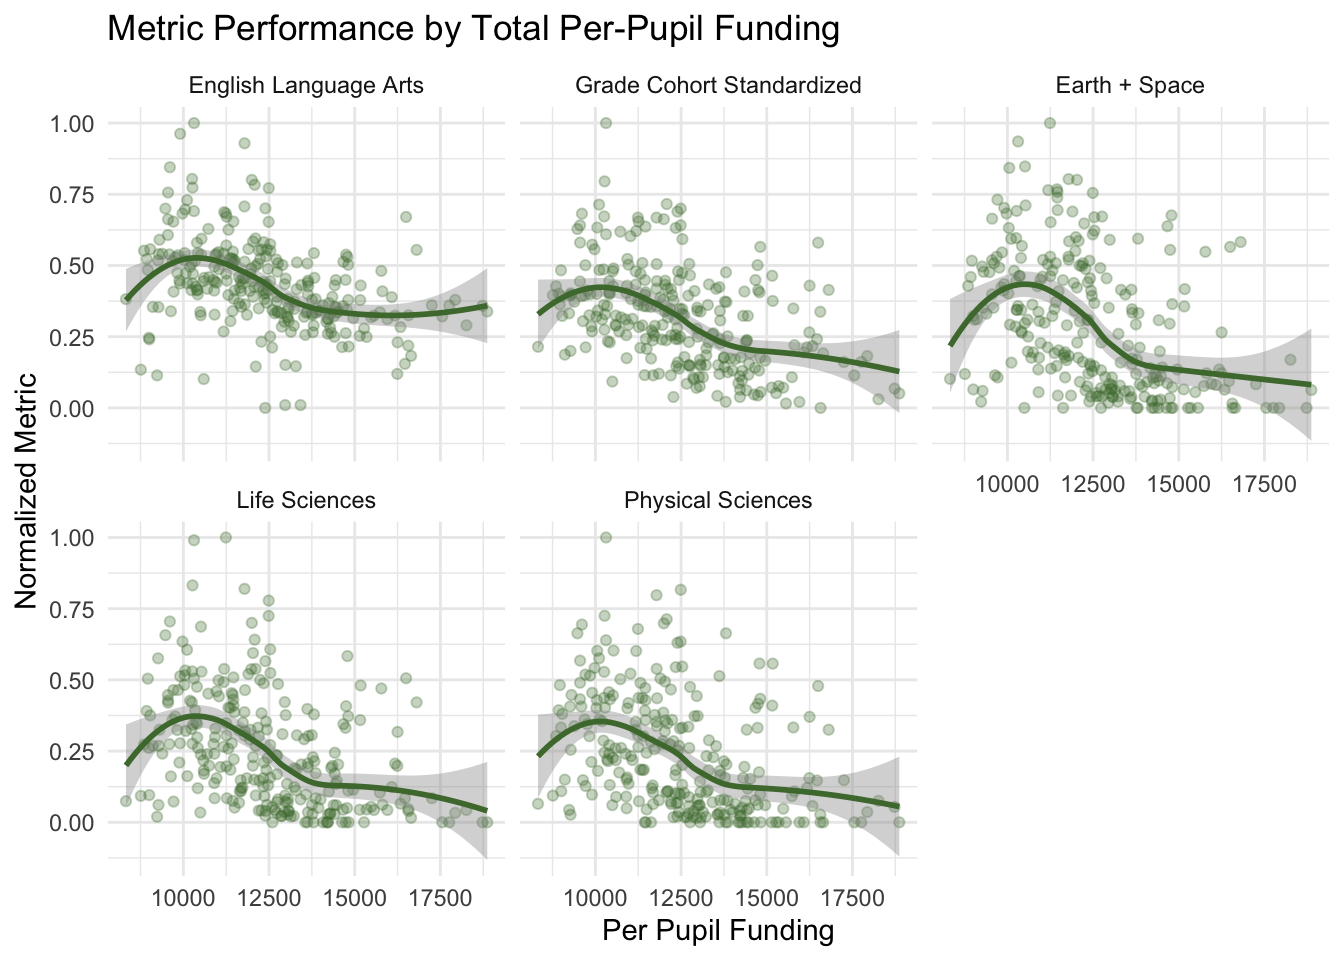 Metric Performance by Total Per-Pupil Funding
English Language Arts
Grade Cohort Standardized
Earth + Space
1.00
0.75
0.50
0.25
0.00
10000 12500 15000 17500
Normalized Metric
Life Sciences
Physical Sciences
1.00
0.75
0.50
0.25
0.00
10000 12500 15000 17500
10000 12500 15000 17500
Per Pupil Funding